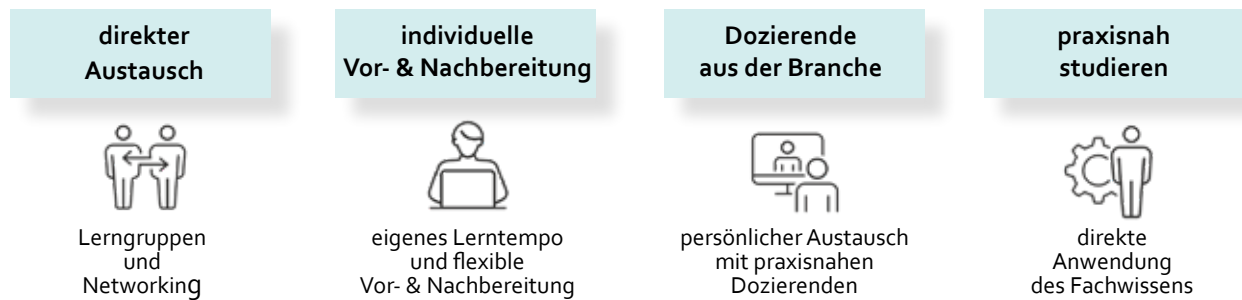 direkter
Austausch
individuelle
Vor- & Nachbereitung
Dozierende
aus der Branche
praxisnah
studieren
Lerngruppen
und
Networking
eigenes Lerntempo
und flexible
Vor- & Nachbereitung
persönlicher Austausch
mit praxisnahen
Dozierenden
direkte
Anwendung
des Fachwissens